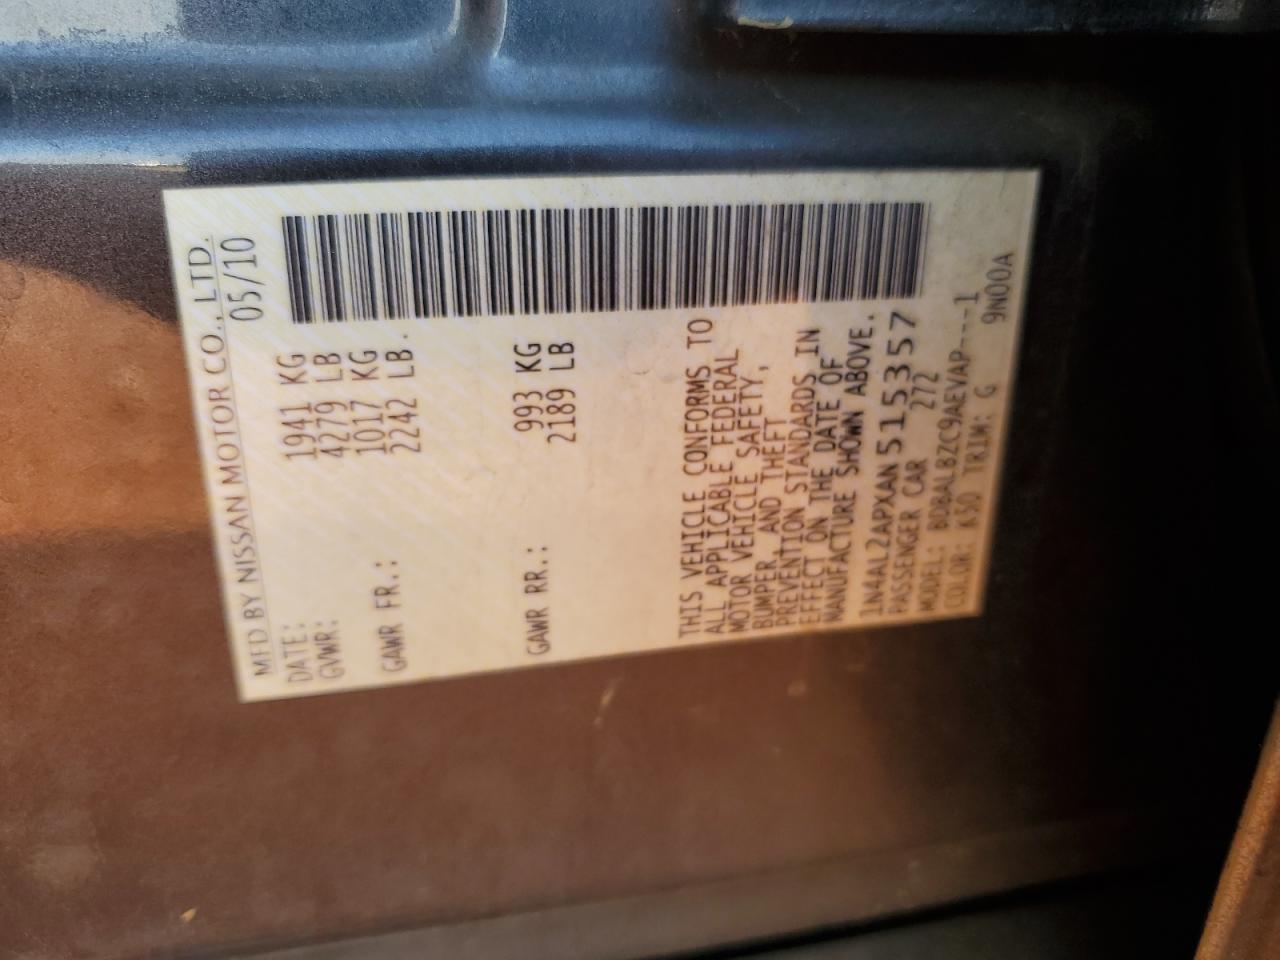 MFD BY NISSAN MOTOR CO., LTD.
DATE: 05/10
GVWR: 1941 KG
4279 LB
GAWR FR.: 1017 KG
2242 LB.
GAWR RR.: 993 KG
2189 LB
THIS VEHICLE CONFORMS TO
ALL APPLICABLE FEDERAL
MOTOR VEHICLE SAFETY,
BUMPER, AND THEFT
PREVENTION STANDARDS IN
EFFECT ON THE DATE OF
MANUFACTURE SHOWN ABOVE.
1N4AL2APXAN515357
PASSENGER CAR 272
MODEL: BDBALBZC9AEVAP----1
COLOR: K50 TRIM: G 9N00A